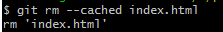 $ git rm --cached index.html
rm 'index.html'